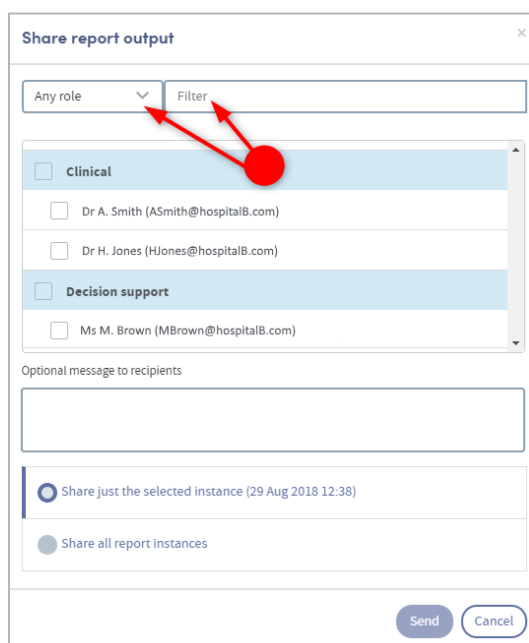 Share report output
×
Any role Filter
Clinical
Dr A. Smith (ASmith@hospitalB.com)
Dr H. Jones (HJones@hospitalB.com)
Decision support
Ms M. Brown (MBrown@hospitalB.com)
Optional message to recipients
Share just the selected instance (29 Aug 2018 12:38)
Share all report instances
Send Cancel